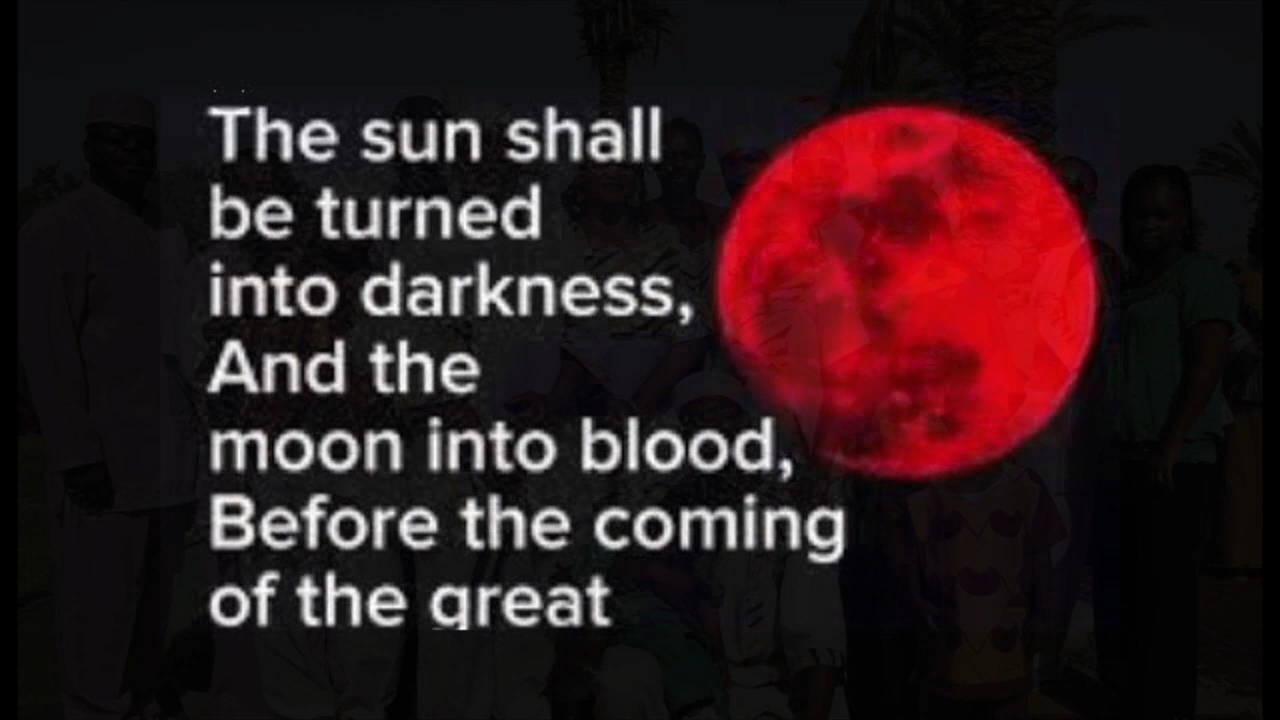 The sun shall
be turned
into darkness,
And the
moon into blood,
Before the coming
of the great